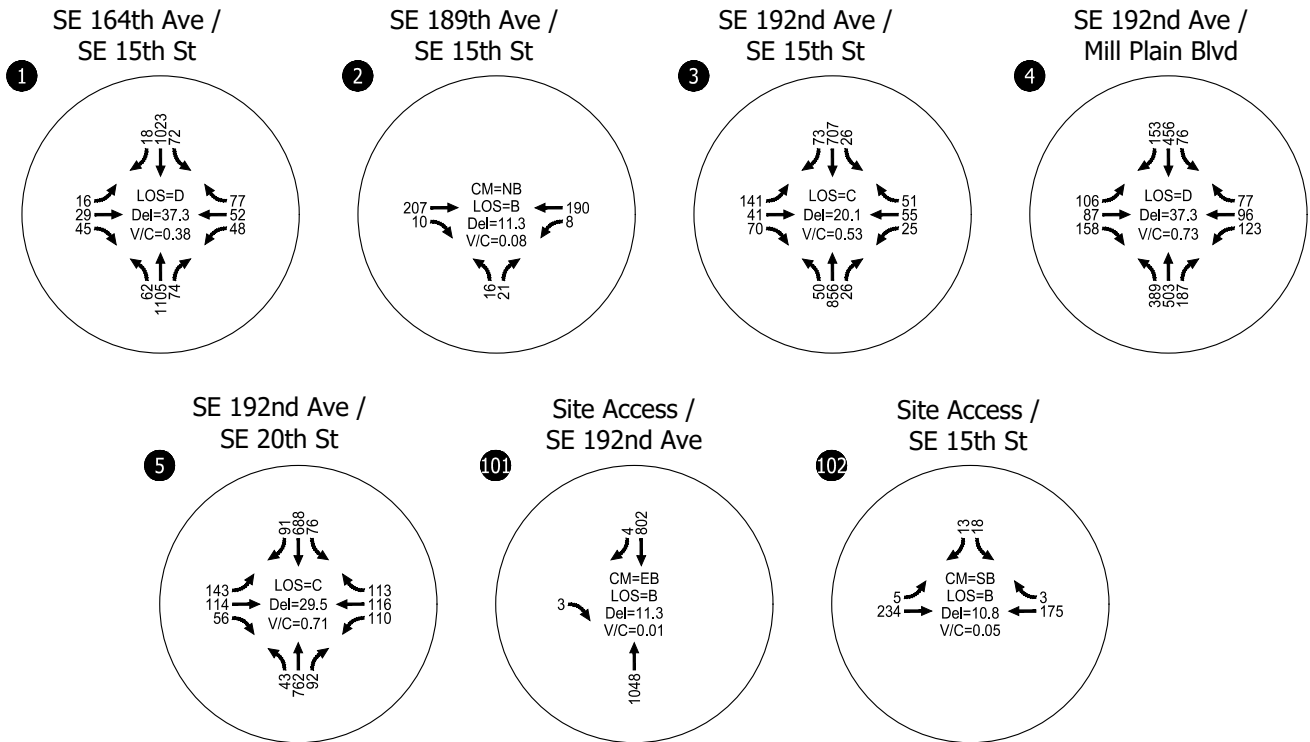 SE 164th Ave /
SE 15th St
1
18
1023
72
16
29
45
LOS=D
Del=37.3
V/C=0.38
77
52
48
62
1105
74
SE 189th Ave /
SE 15th St
2
207
10
CM=NB
LOS=B
Del=11.3
V/C=0.08
190
8
16
21
SE 192nd Ave /
SE 15th St
3
73
707
26
141
41
70
LOS=C
Del=20.1
V/C=0.53
51
55
25
50
856
26
SE 192nd Ave /
Mill Plain Blvd
4
153
456
76
106
87
158
LOS=D
Del=37.3
V/C=0.73
77
96
123
389
503
187
SE 192nd Ave /
SE 20th St
5
91
688
76
143
114
56
LOS=C
Del=29.5
V/C=0.71
113
116
110
43
762
92
Site Access /
SE 192nd Ave
101
4
802
3
CM=EB
LOS=B
Del=11.3
V/C=0.01
1048
Site Access /
SE 15th St
102
13
18
5
234
CM=SB
LOS=B
Del=10.8
V/C=0.05
3
175